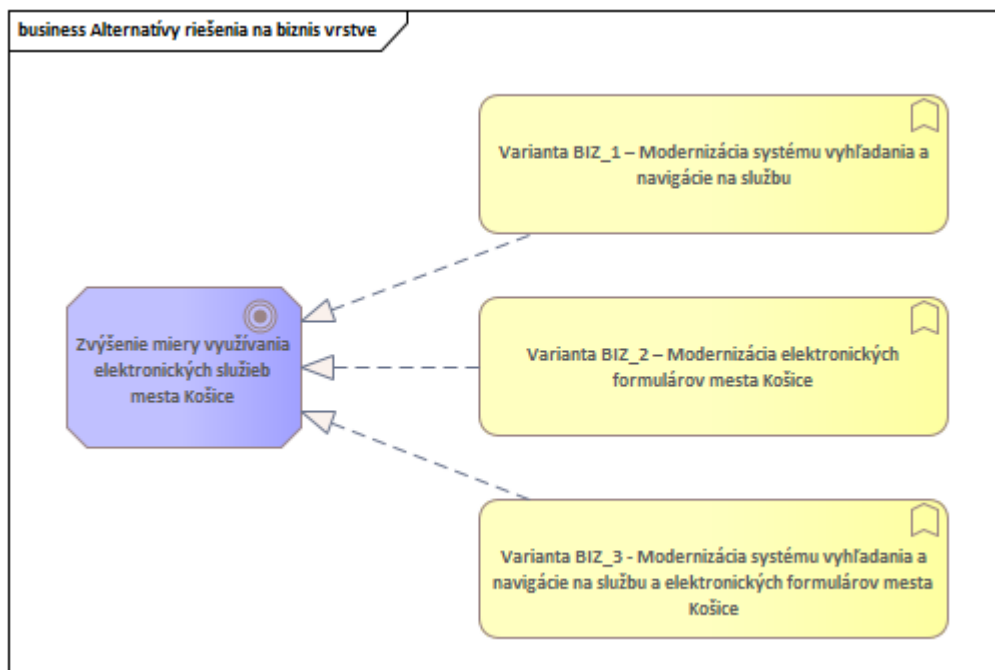 business Alternatívy riešenia na biznis vrstve
Varianta BIZ_1 – Modernizácia systému vyhľadania a
navigácie na službu
Zvýšenie miery využívania
elektronických služieb
mesta Košice
Varianta BIZ_2 – Modernizácia elektronických
formulárov mesta Košice
Varianta BIZ_3 - Modernizácia systému vyhľadania a
navigácie na službu a elektronických formulárov mesta
Košice